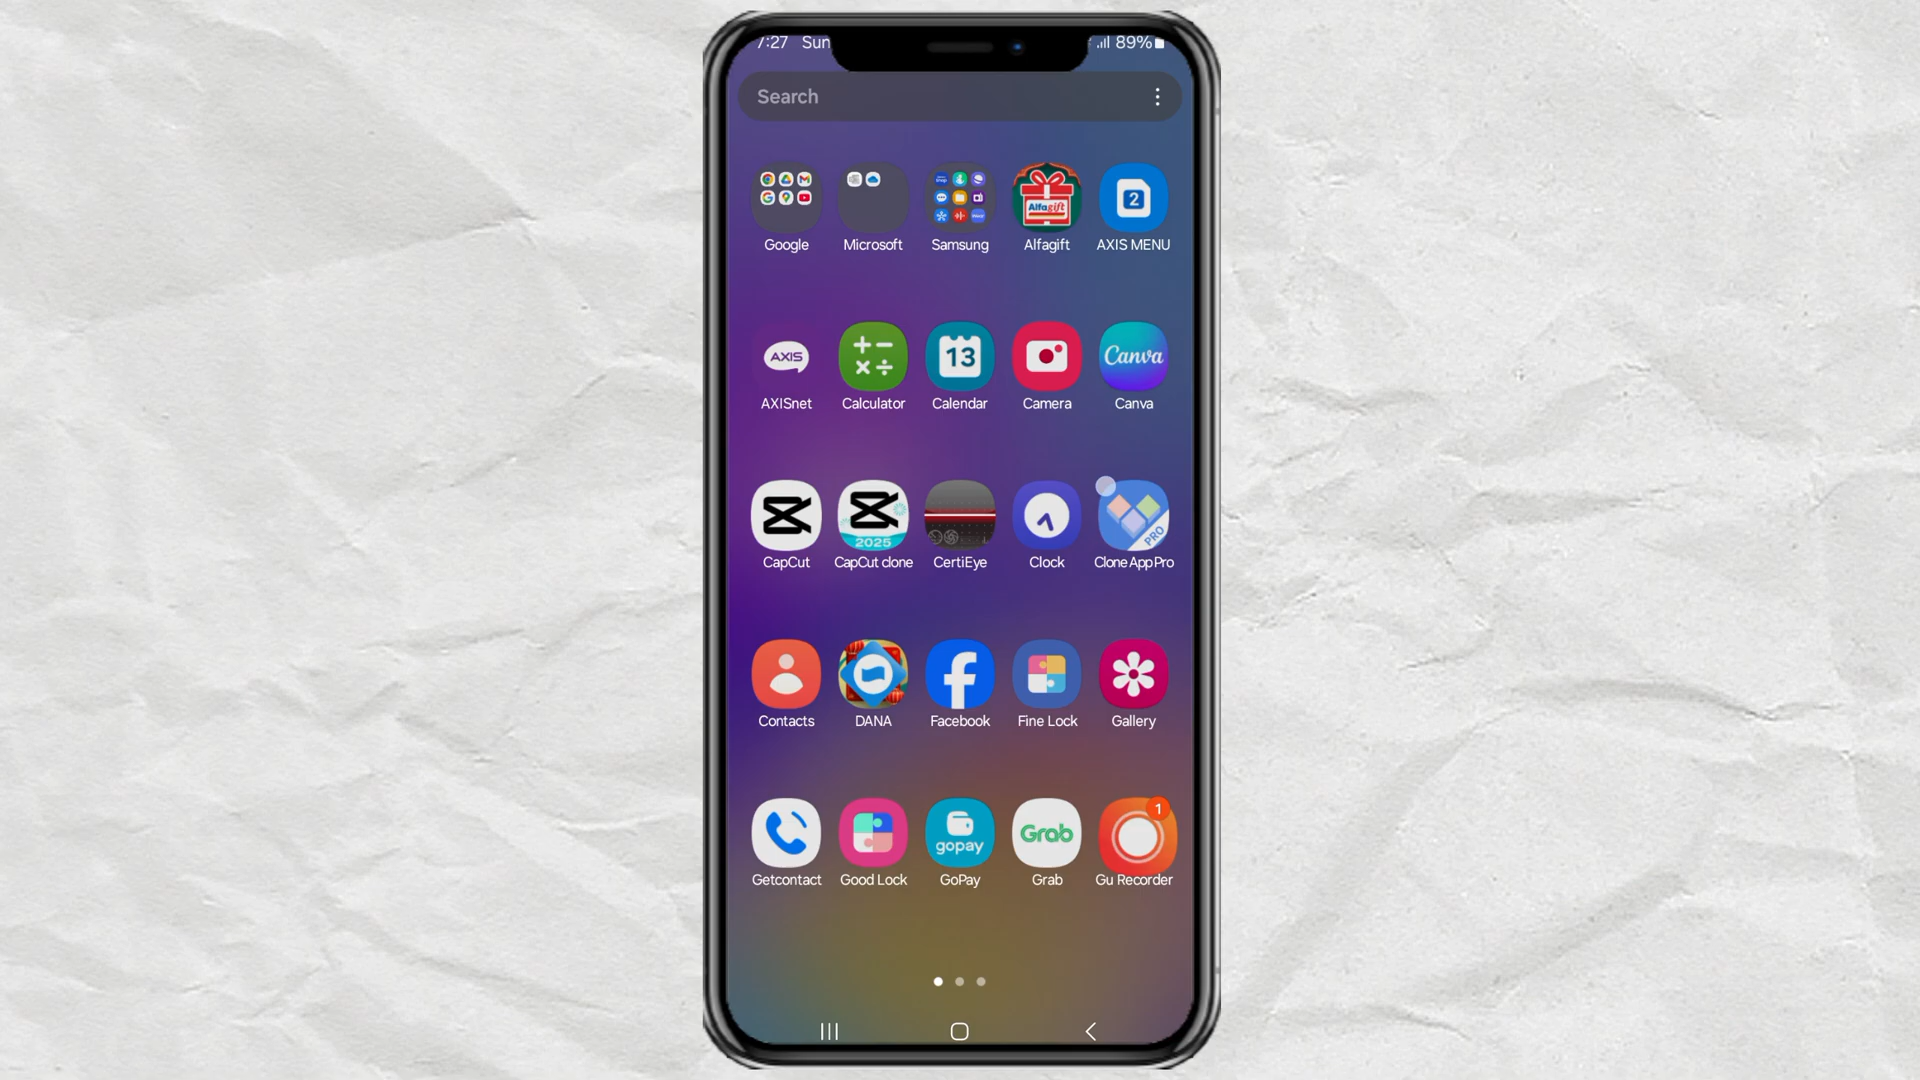 7:27 Sun 89%
Search
Google Microsoft Samsung Alfagift AXIS MENU
Alfagift
2
AXIS
13
Canva
AXISnet Calculator Calendar Camera Canva
2025
PRO
CapCut CapCut clone CertiEye Clock Clone App Pro
Contacts DANA Facebook Fine Lock Gallery
1
gopay
Grab
Getcontact Good Lock GoPay Grab Gu Recorder